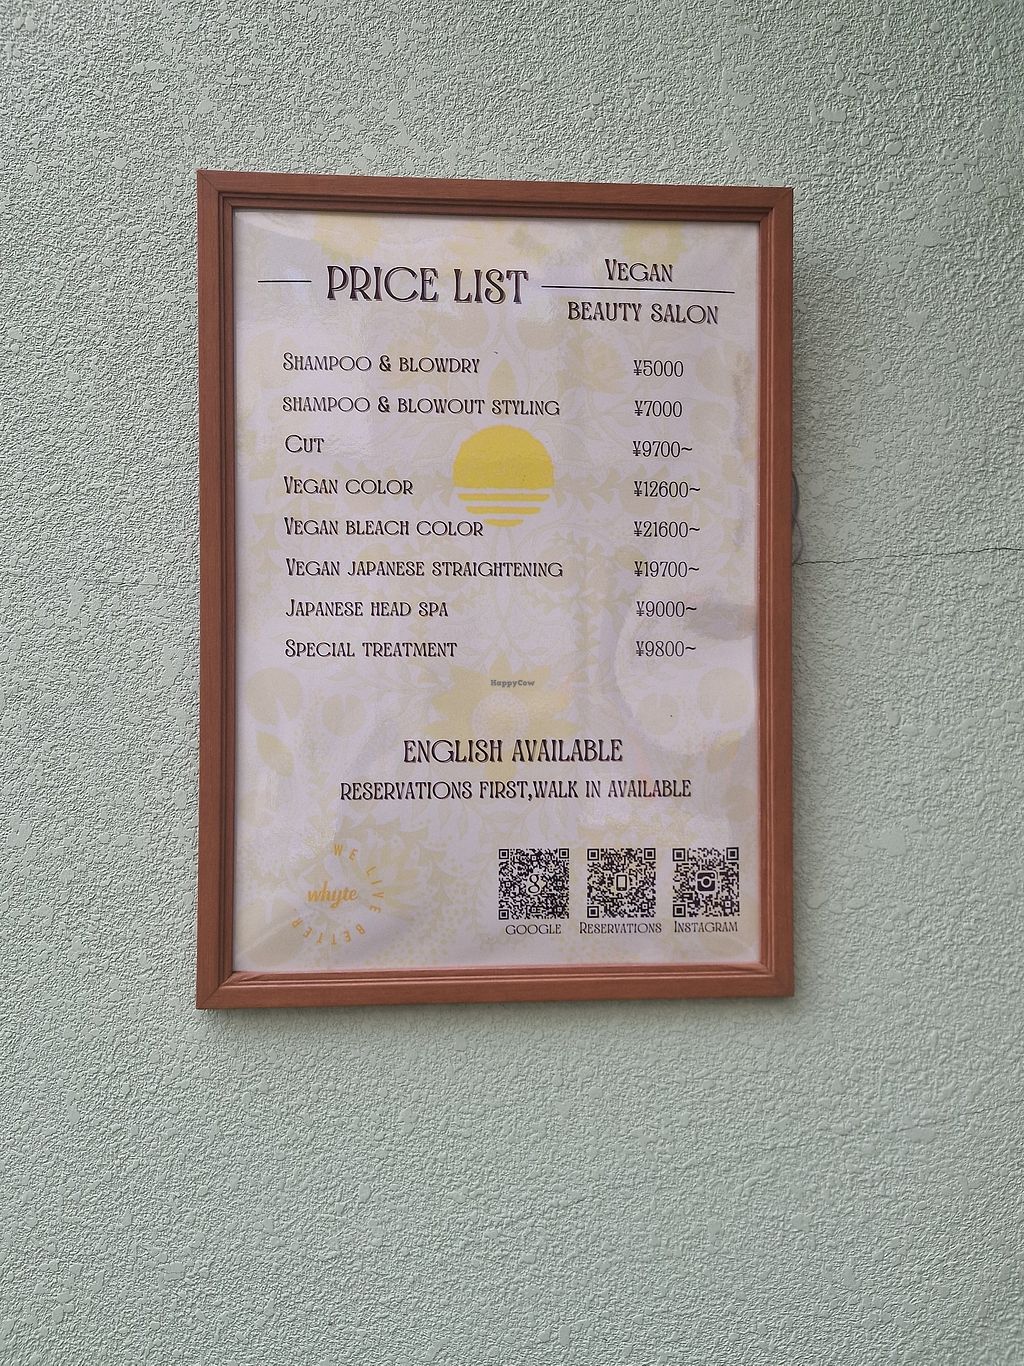 PRICE LIST
VEGAN
BEAUTY SALON
SHAMPOO & BLOWDRY ¥5000
SHAMPOO & BLOWOUT STYLING ¥7000
CUT ¥9700~
VEGAN COLOR ¥12600~
VEGAN BLEACH COLOR ¥21600~
VEGAN JAPANESE STRAIGHTENING ¥19700~
JAPANESE HEAD SPA ¥9000~
SPECIAL TREATMENT ¥9800~
HappyCow
ENGLISH AVAILABLE
RESERVATIONS FIRST,WALK IN AVAILABLE
WE LIVE BETTER
whyte
GOOGLE RESERVATIONS INSTAGRAM